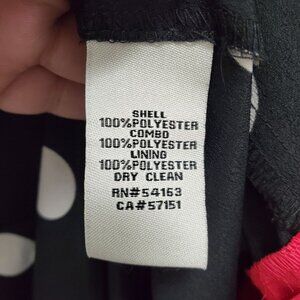 SHELL
100%POLYESTER
COMBO
100%POLYESTER
LINING
100%POLYESTER
DRY CLEAN
RN#54163
CA#57151